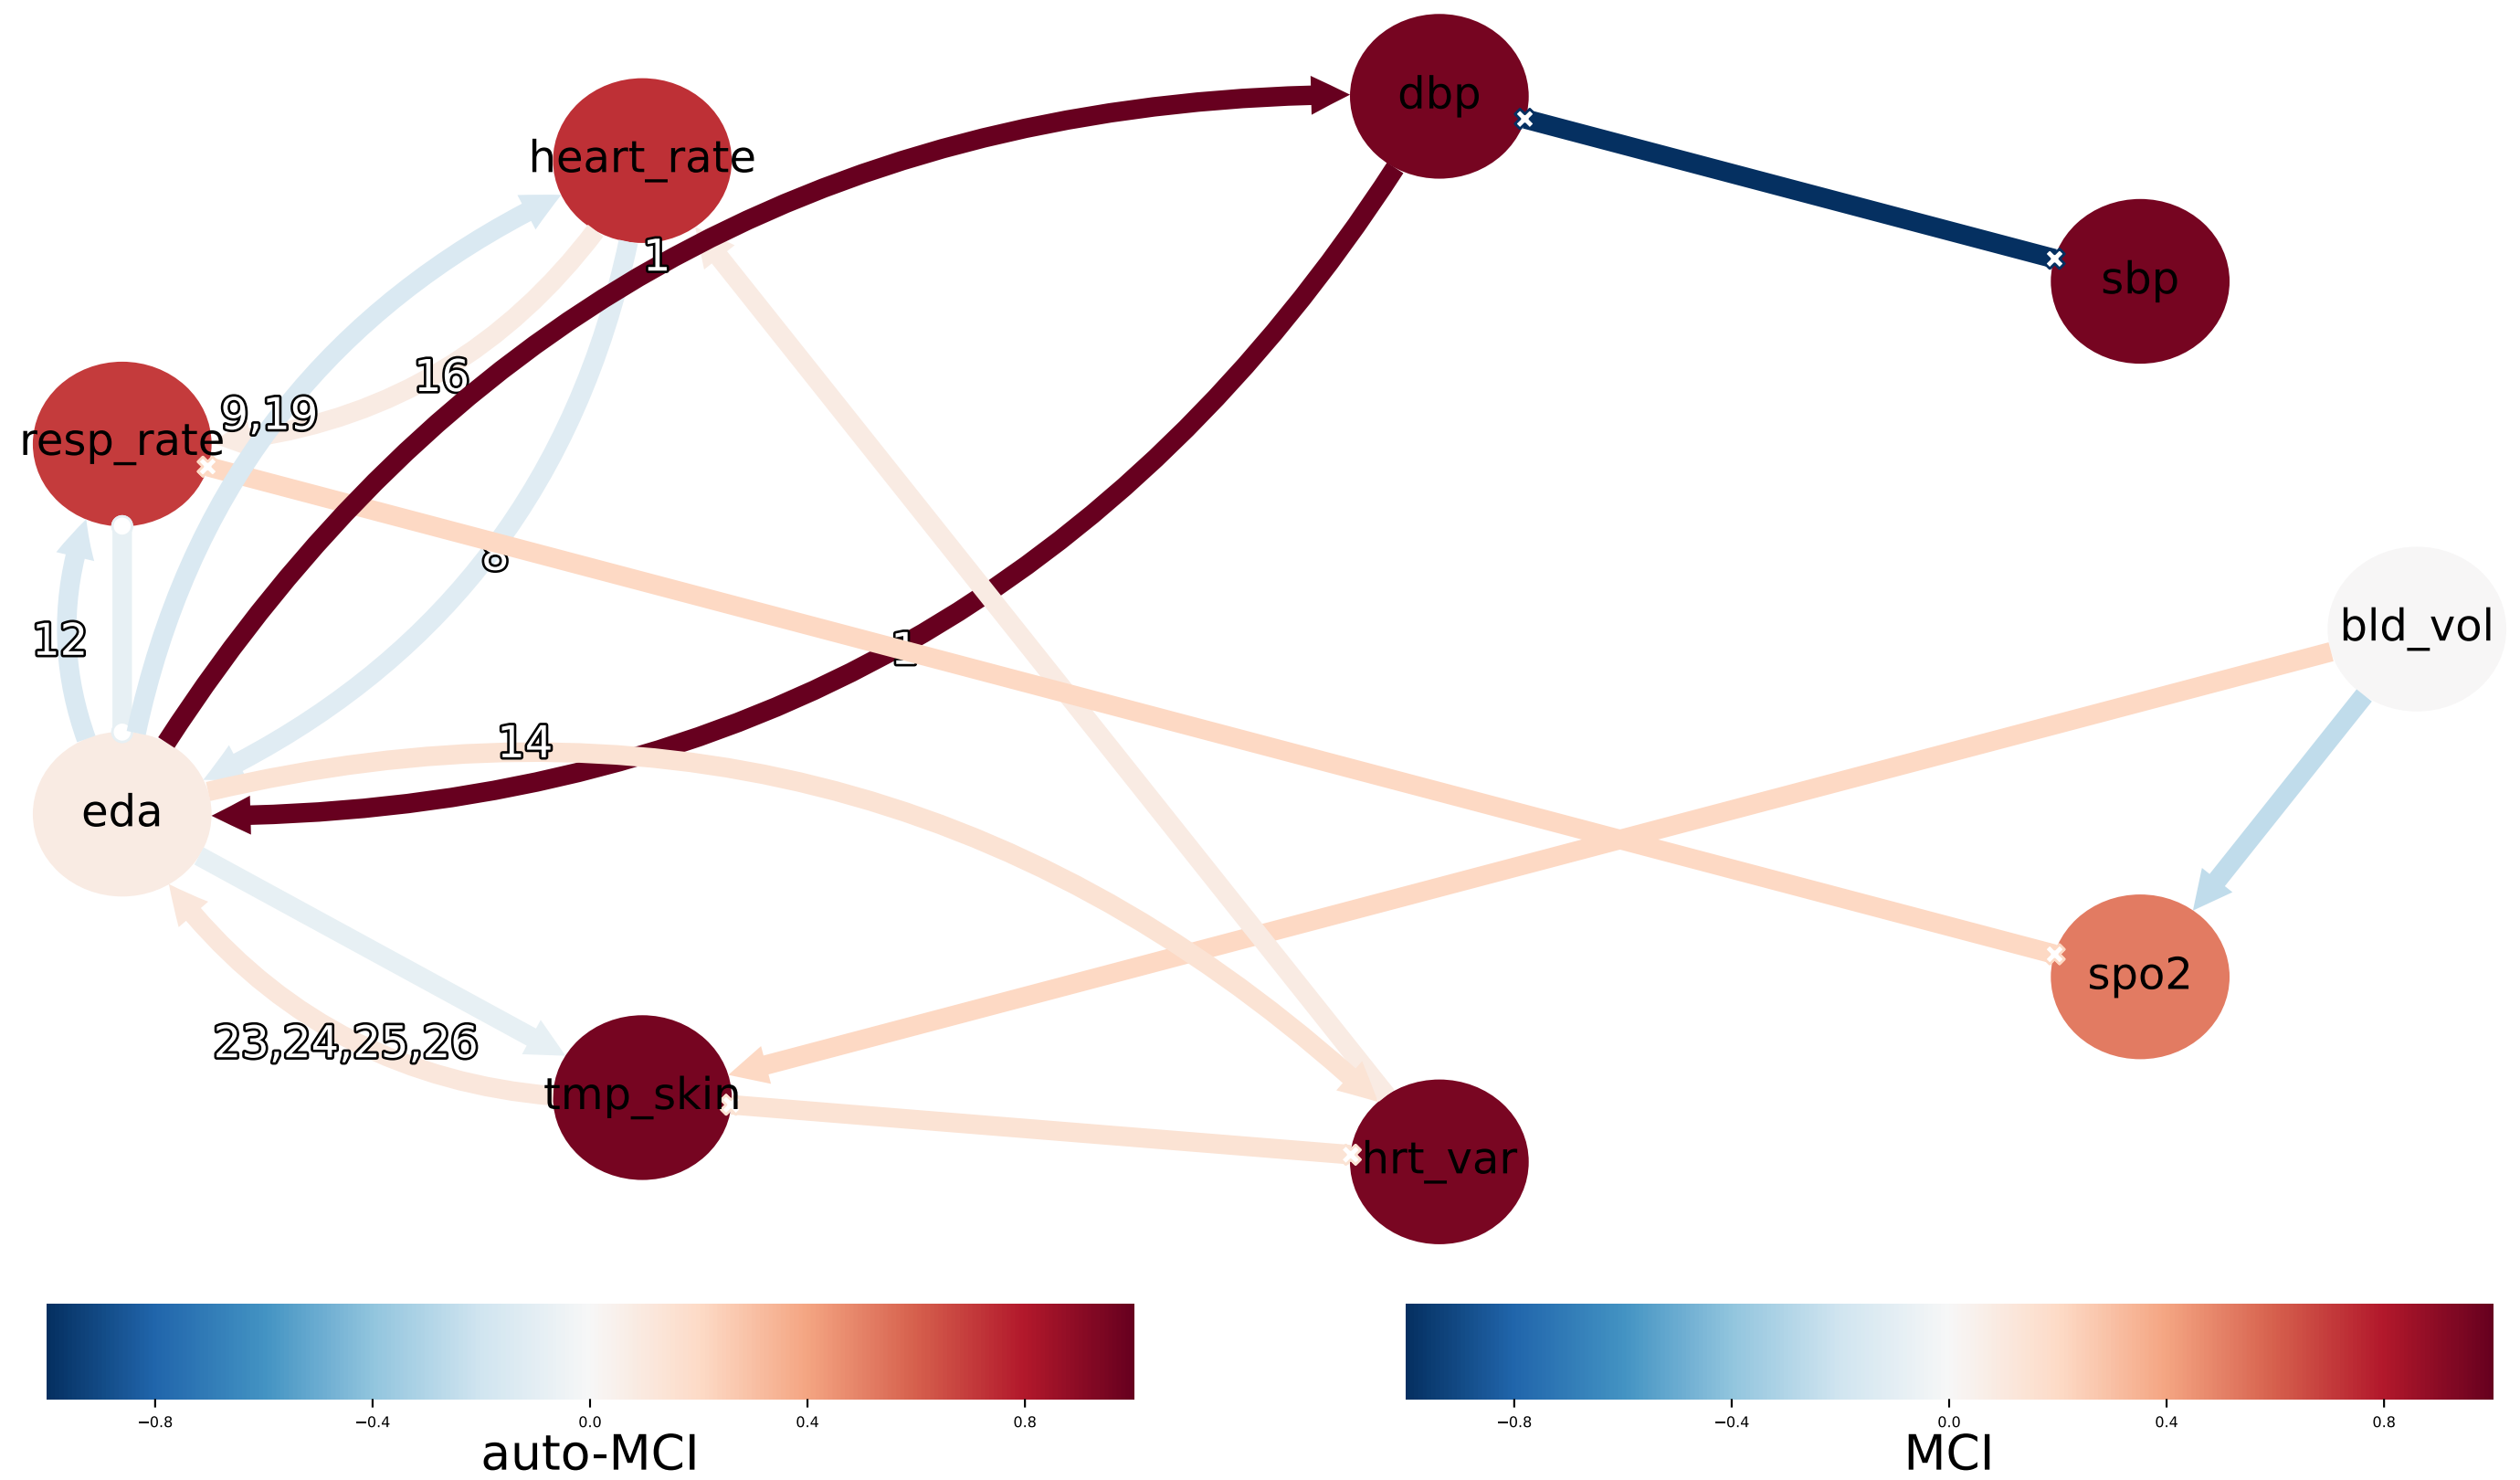 dbp
heart_rate
1
sbp
16
9,19
resp_rate
8
12
1
bld_vol
14
eda
spo2
23,24,25,26
tmp_skin
hrt_var
−0.8 −0.4 0.0 0.4 0.8
auto-MCI
−0.8 −0.4 0.0 0.4 0.8
MCI